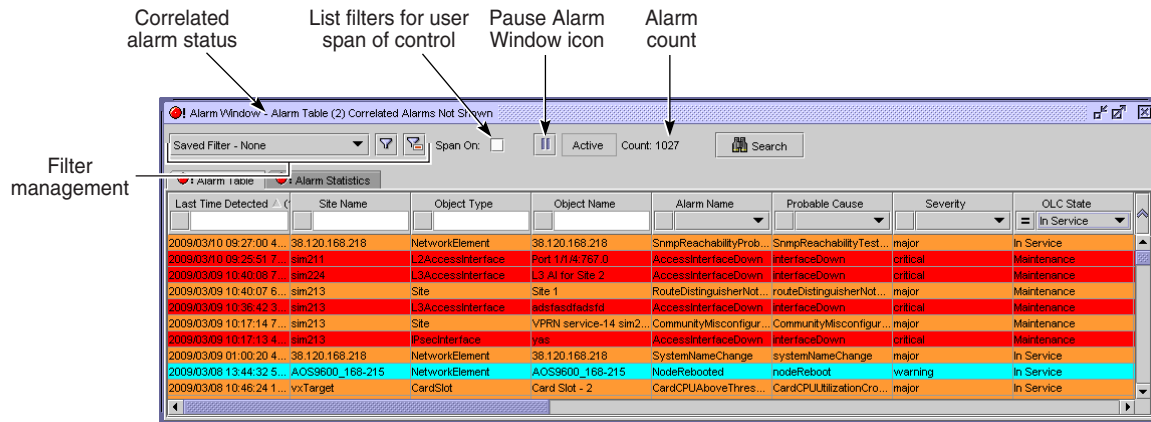 Correlated alarm status
List filters for user span of control
Pause Alarm Window icon
Alarm count
Filter management
Alarm Window - Alarm Table (2) Correlated Alarms Not Shown
Saved Filter - None Span On: Active Count: 1027 Search
Alarm Table Alarm Statistics
Last Time Detected Site Name Object Type Object Name Alarm Name Probable Cause Severity OLC State
= In Service
2009/03/10 09:27:00 4... 38.120.168.218 NetworkElement 38.120.168.218 SnmpReachabilityProb... SnmpReachabilityTest... major In Service
2009/03/10 09:25:51 7... sim211 L2AccessInterface Port 1/1/4:767.0 AccessInterfaceDown interfaceDown critical Maintenance
2009/03/09 10:40:08 7... sim224 L3AccessInterface L3 AI for Site 2 AccessInterfaceDown interfaceDown critical Maintenance
2009/03/09 10:40:07 6... sim213 Site Site 1 RouteDistinguisherNot... routeDistinguisherNot... major Maintenance
2009/03/09 10:36:42 3... sim213 L3AccessInterface adsfasdfadsfd AccessInterfaceDown interfaceDown critical Maintenance
2009/03/09 10:17:14 7... sim213 Site VPRN service-14 sim2... CommunityMisconfigur... CommunityMisconfigur... major Maintenance
2009/03/09 10:17:13 4... sim213 IPsecInterface yas AccessInterfaceDown interfaceDown critical Maintenance
2009/03/09 01:00:20 4... 38.120.168.218 NetworkElement 38.120.168.218 SystemNameChange systemNameChange major In Service
2009/03/08 13:44:32 5... AOS9600_168-215 NetworkElement AOS9600_168-215 NodeRebooted nodeReboot warning In Service
2009/03/08 10:46:24 1... vxTarget CardSlot Card Slot - 2 CardCPUAboveThres... CardCPUUtilizationCro... major In Service